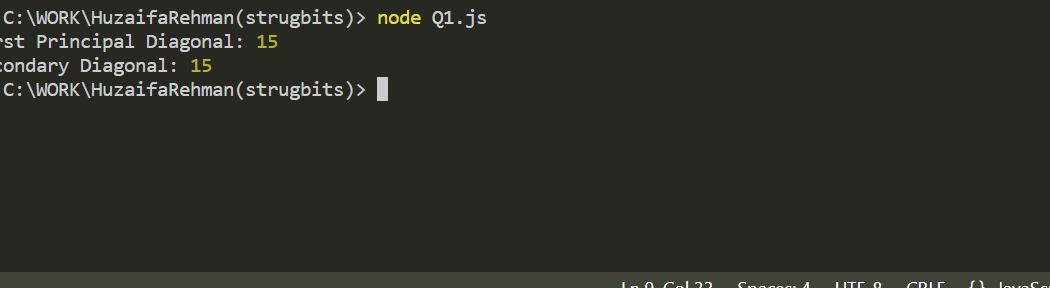 C:\WORK\HuzaifaRehman(strugbits)> node Q1.js
rst Principal Diagonal: 15
condary Diagonal: 15
C:\WORK\HuzaifaRehman(strugbits)>
Ln 9, Col 33 Spaces: 4 UTF-8 CRLF {} JavaSc